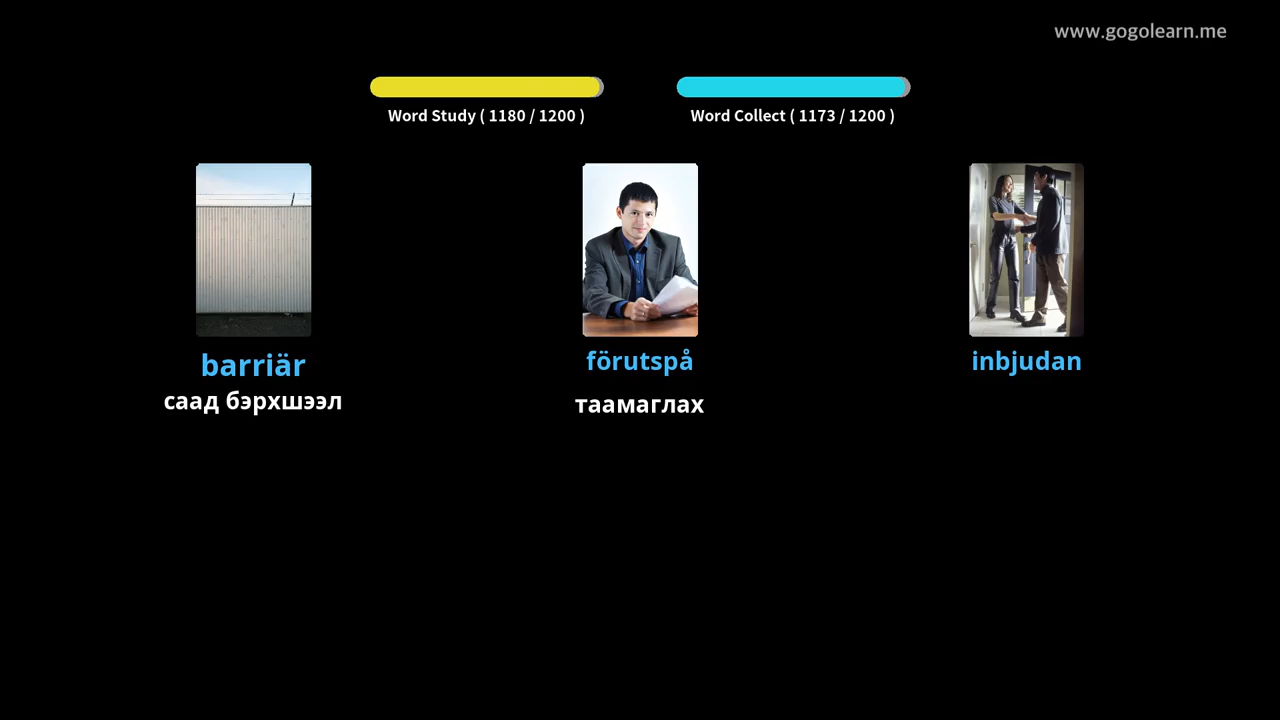 www.gogolearn.me
Word Study ( 1180 / 1200 )
Word Collect ( 1173 / 1200 )
barriär
förutspå
inbjudan
саад бэрхшээл
таамаглах